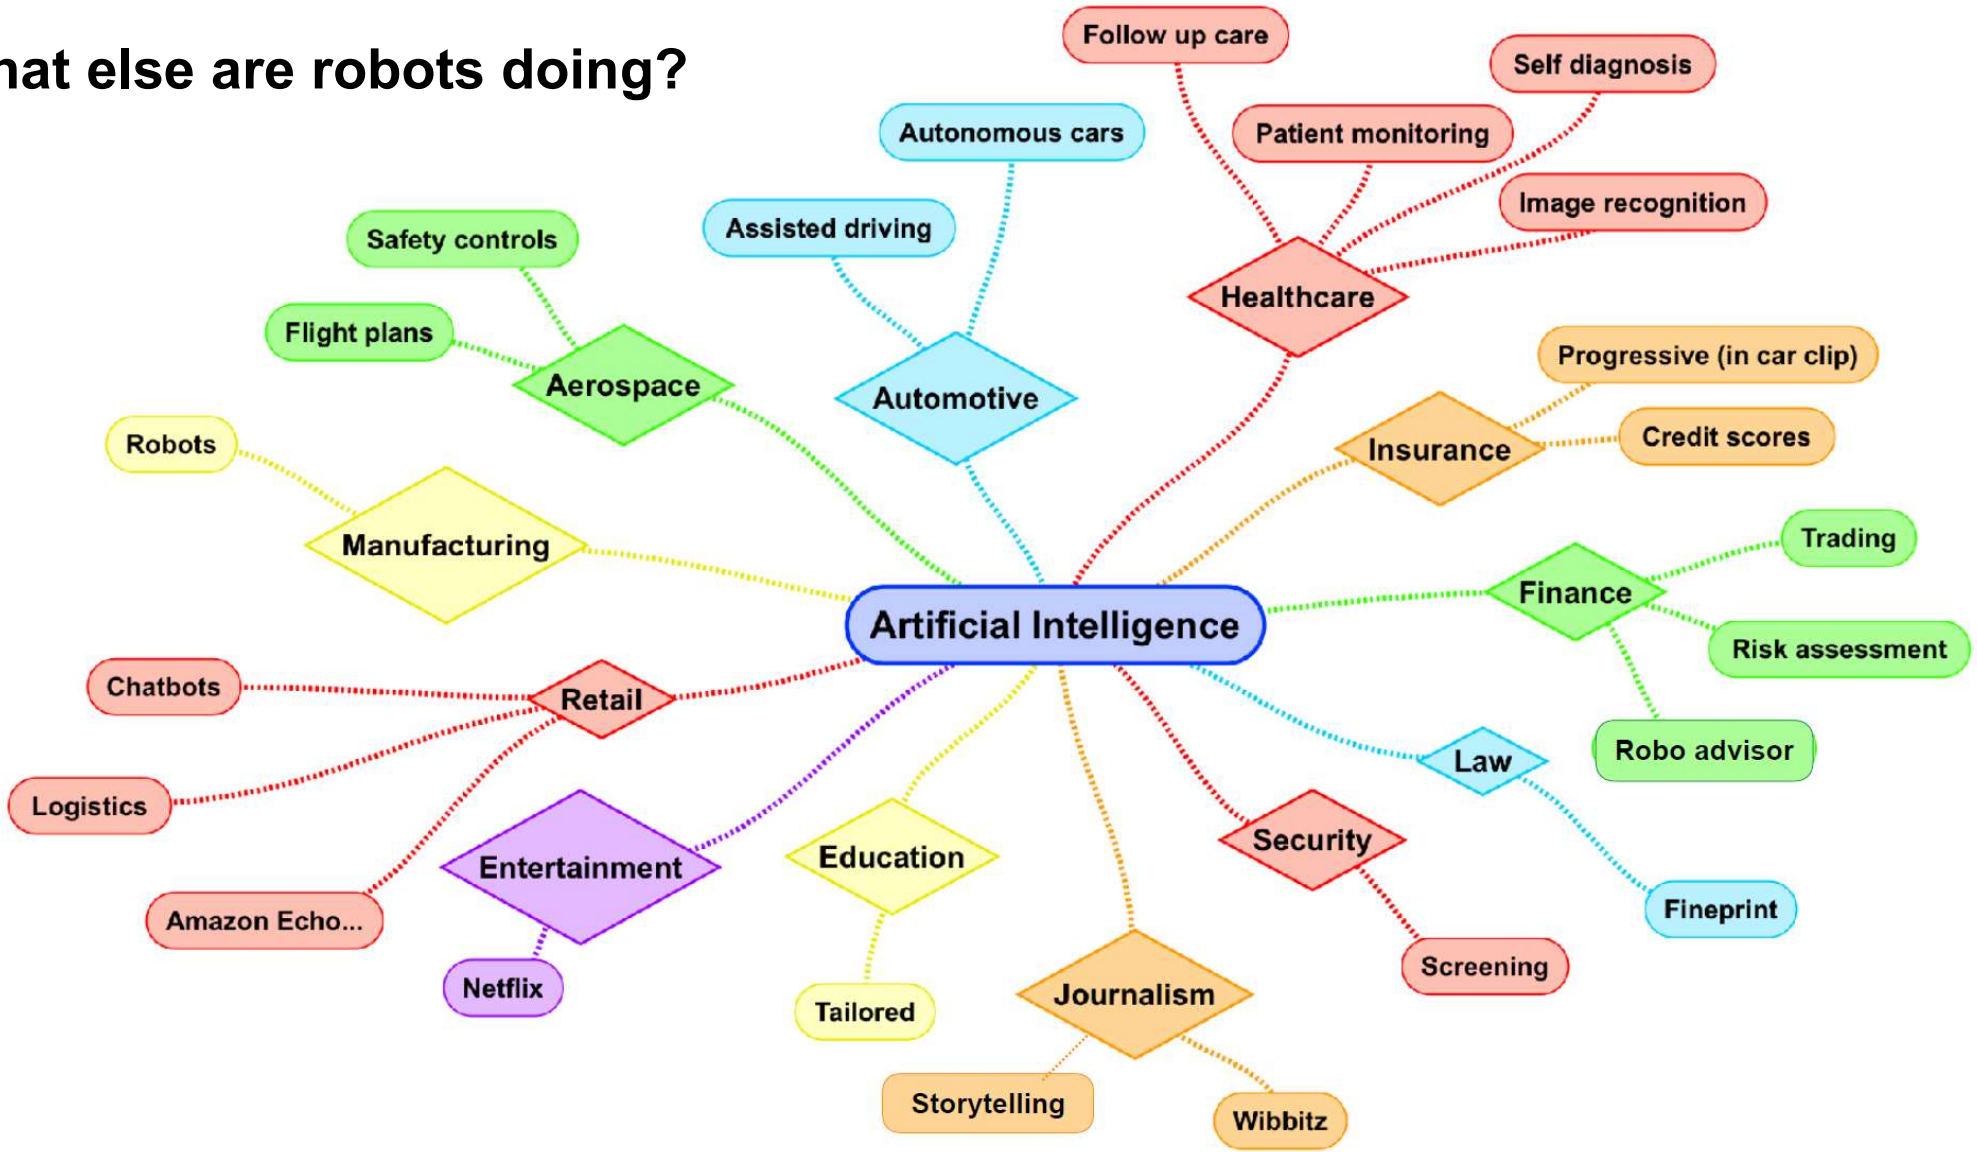 hat else are robots doing?
Follow up care
Self diagnosis
Autonomous cars
Patient monitoring
Image recognition
Assisted driving
Safety controls
Healthcare
Flight plans
Progressive (in car clip)
Aerospace
Automotive
Credit scores
Insurance
Robots
Trading
Manufacturing
Finance
Artificial Intelligence
Risk assessment
Chatbots
Retail
Robo advisor
Law
Logistics
Security
Education
Entertainment
Fineprint
Amazon Echo...
Screening
Netflix
Journalism
Tailored
Storytelling
Wibbitz